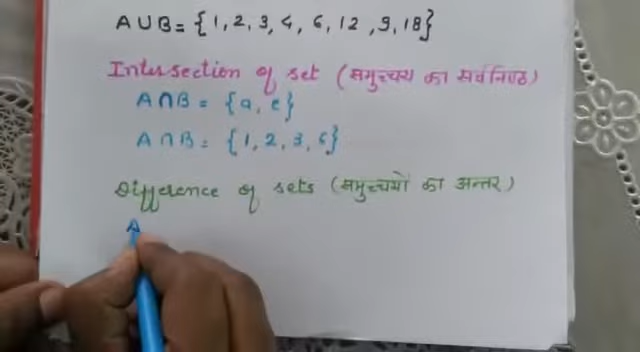 A∪B = {1, 2, 3, 4, 6, 12, 9, 18}
Intersection of set (समुच्चय का सर्वनिष्ठ)
A∩B = {a, e}
A∩B = {1, 2, 3, 6}
Difference of sets (समुच्चयों का अन्तर)
A